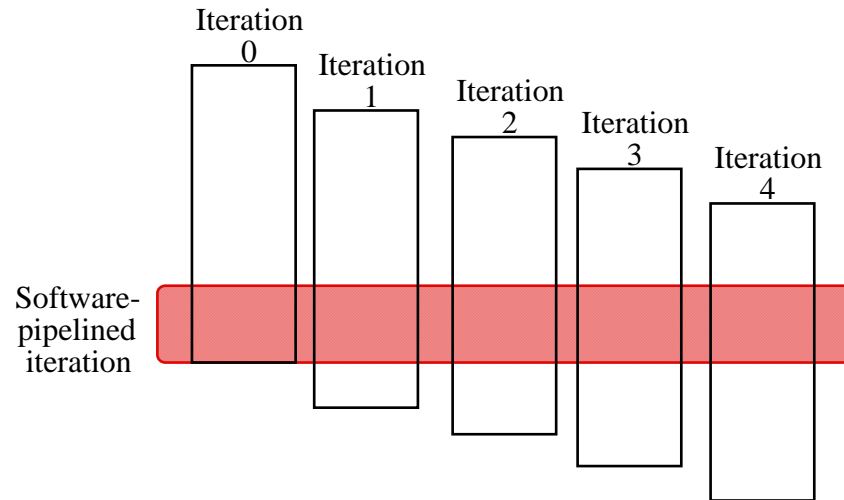 Iteration
0
Iteration
1
Iteration
2
Iteration
3
Iteration
4
Software-
pipelined
iteration